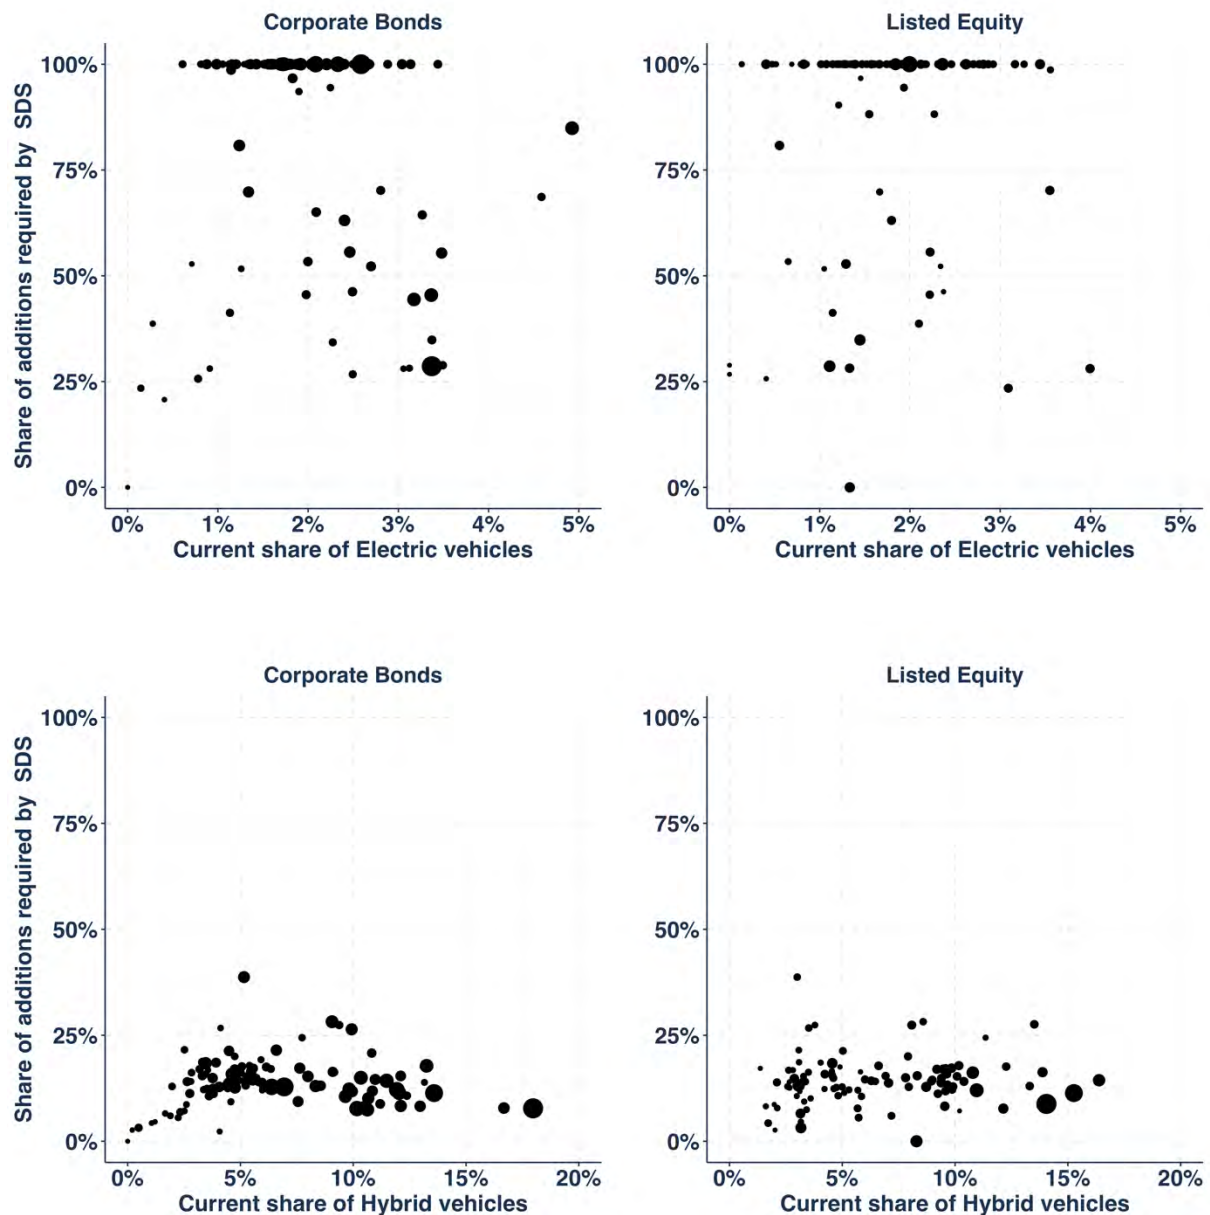 Corporate Bonds
Listed Equity
Share of additions required by SDS
100%
75%
50%
25%
0%
0% 1% 2% 3% 4% 5%
Current share of Electric vehicles
100%
75%
50%
25%
0%
0% 1% 2% 3% 4% 5%
Current share of Electric vehicles
Corporate Bonds
Listed Equity
Share of additions required by SDS
100%
75%
50%
25%
0%
0% 5% 10% 15% 20%
Current share of Hybrid vehicles
100%
75%
50%
25%
0%
0% 5% 10% 15% 20%
Current share of Hybrid vehicles